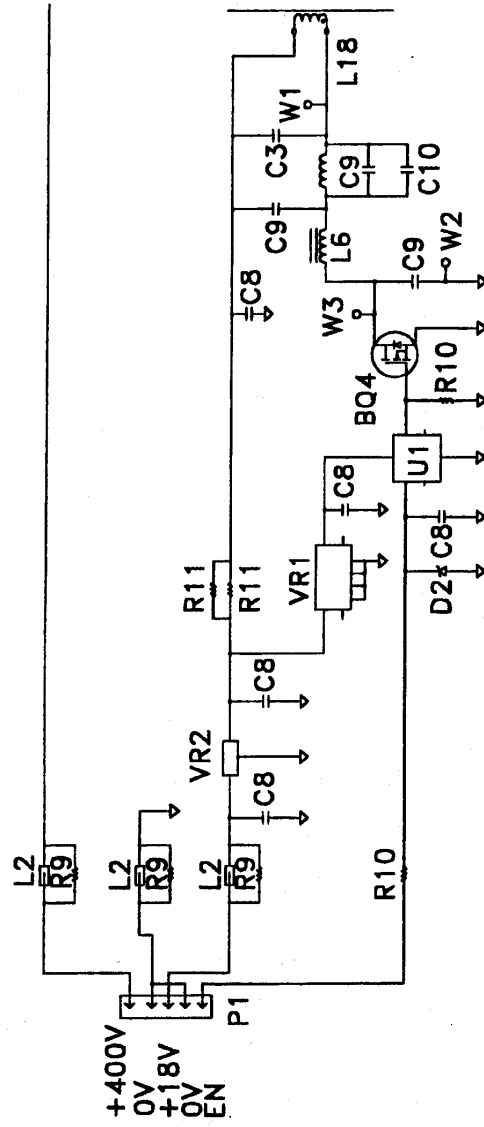 L18
W1
C3
C9
C10
C9
L6
C9
W2
C8
W3
BQ4
R10
U1
C8
R11
R11
VR1
C8
D2
C8
VR2
C8
L2
R9
L2
R9
L2
R9
R10
P1
+400V
0V
+18V
0V
EN